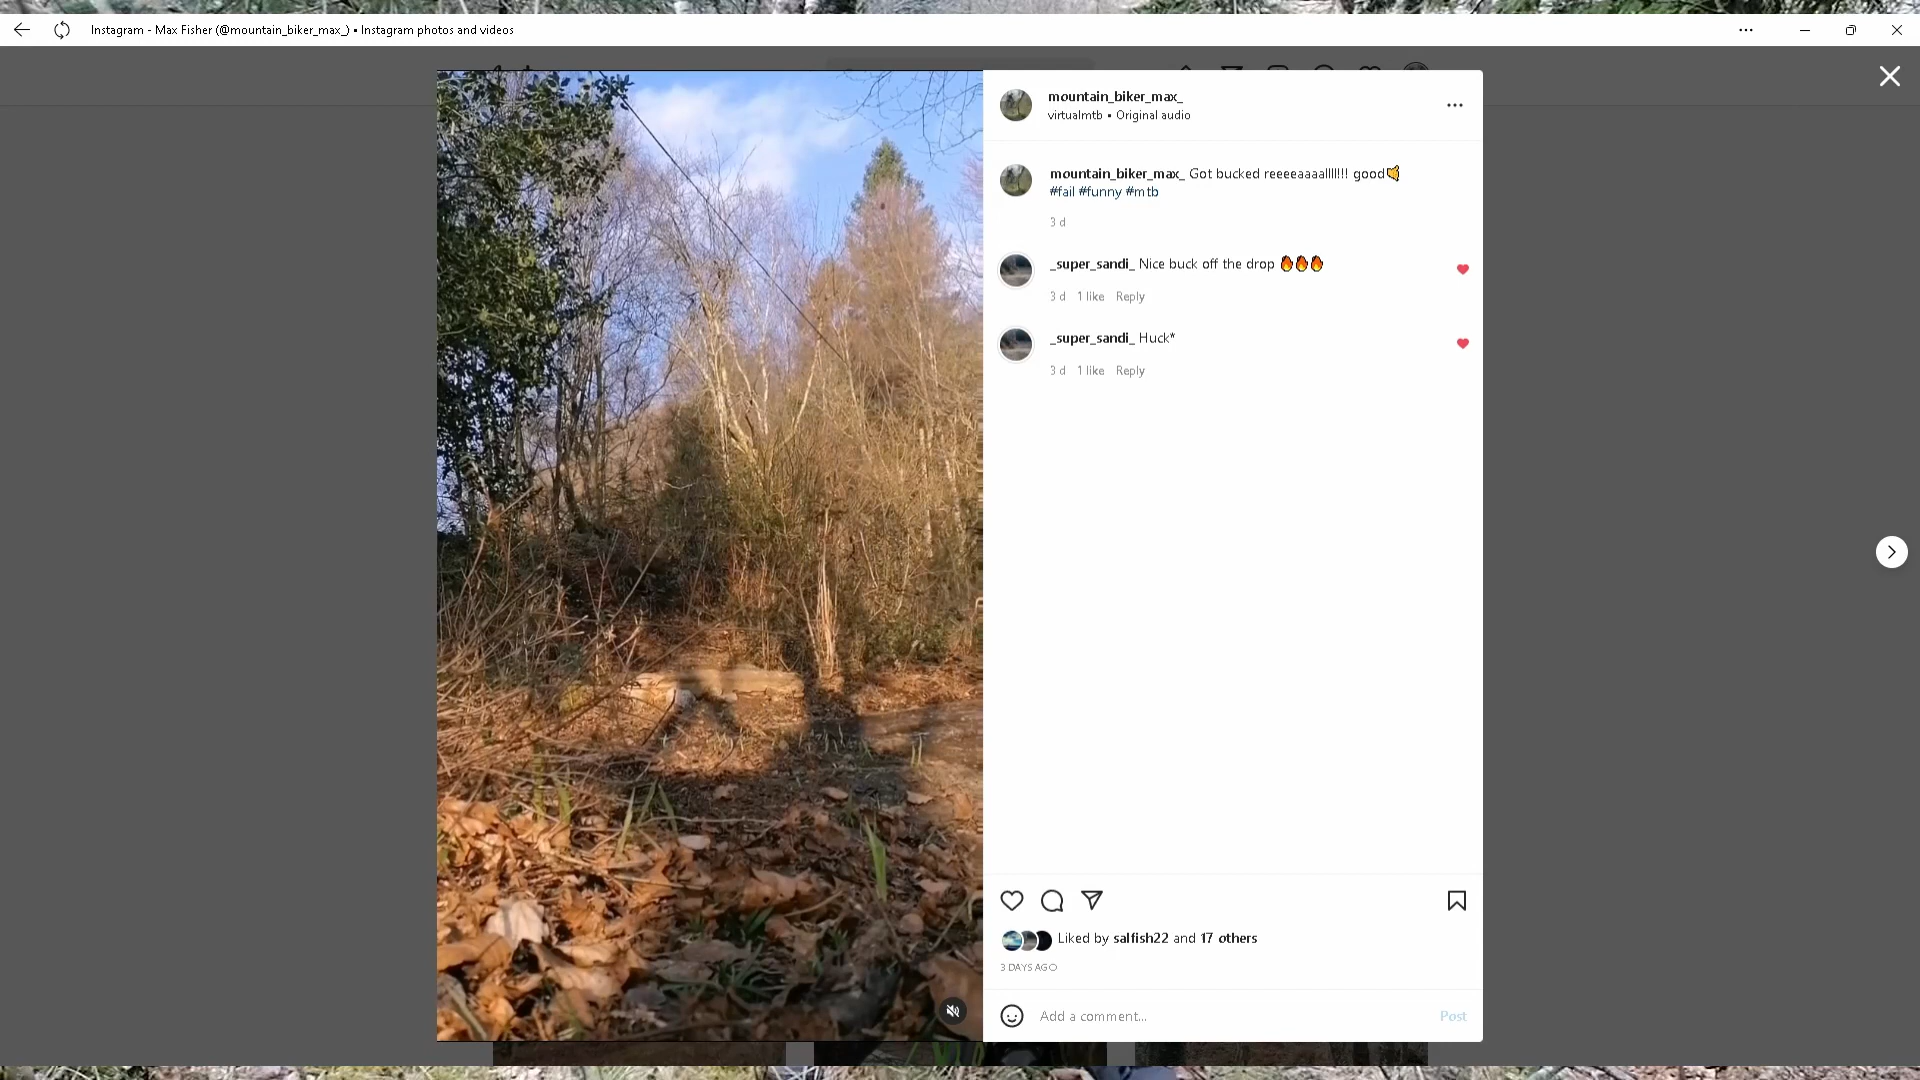 Instagram - Max Fisher (@mountain_biker_max_) • Instagram photos and videos
mountain_biker_max_
virtualmtb • Original audio
mountain_biker_max_ Got bucked reeeeaaaallll!!! good🤙
#fail #funny #mtb
3 d
_super_sandi_ Nice buck off the drop 🔥🔥🔥
3 d 1 like Reply
_super_sandi_ Huck*
3 d 1 like Reply
Liked by salfish22 and 17 others
3 DAYS AGO
Add a comment...
Post